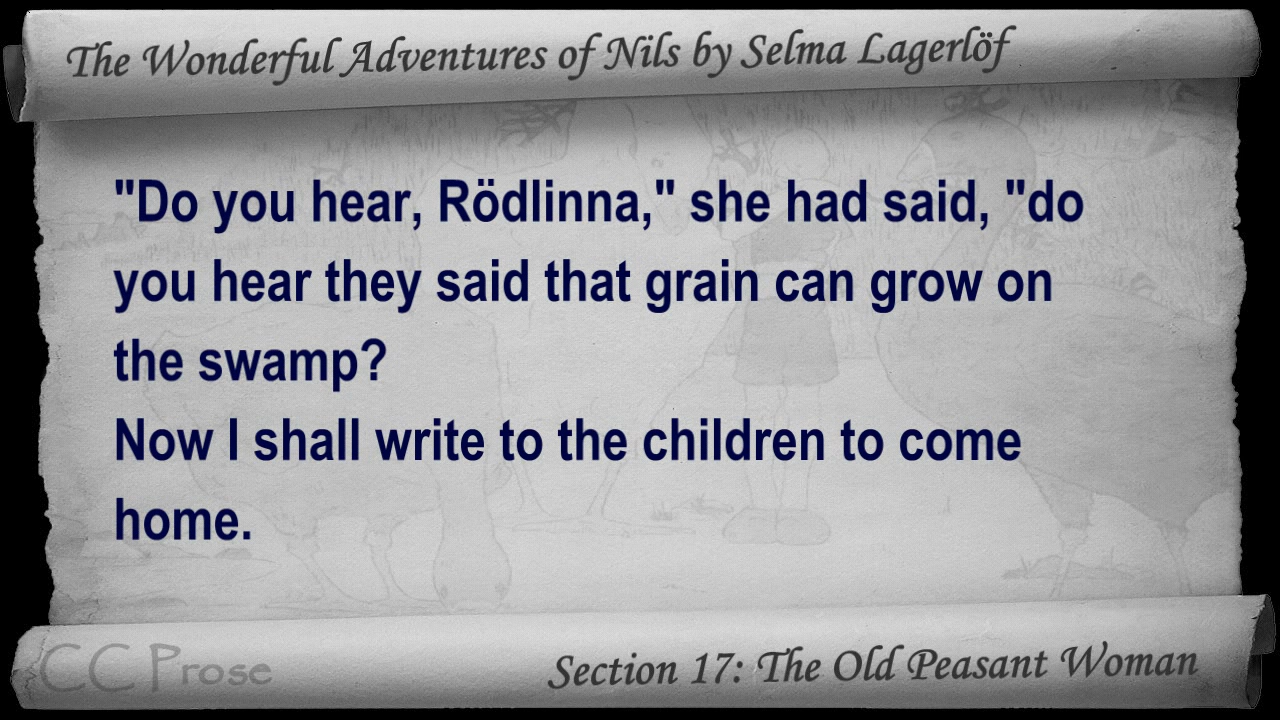 The Wonderful Adventures of Nils by Selma Lagerlöf
"Do you hear, Rödlinna," she had said, "do
you hear they said that grain can grow on
the swamp?
Now I shall write to the children to come
home.
CC Prose
Section 17: The Old Peasant Woman